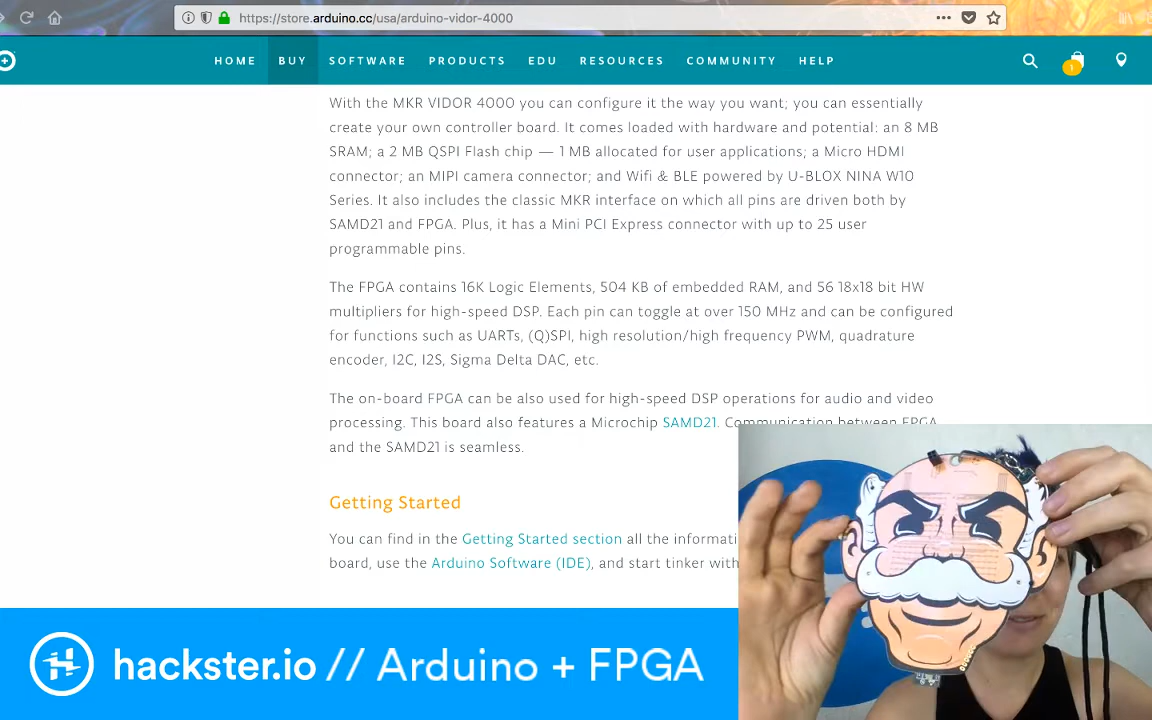 https://store.arduino.cc/usa/arduino-vidor-4000
HOME BUY SOFTWARE PRODUCTS EDU RESOURCES COMMUNITY HELP
1
With the MKR VIDOR 4000 you can configure it the way you want; you can essentially
create your own controller board. It comes loaded with hardware and potential: an 8 MB
SRAM; a 2 MB QSPI Flash chip — 1 MB allocated for user applications; a Micro HDMI
connector; an MIPI camera connector; and Wifi & BLE powered by U-BLOX NINA W10
Series. It also includes the classic MKR interface on which all pins are driven both by
SAMD21 and FPGA. Plus, it has a Mini PCI Express connector with up to 25 user
programmable pins.
The FPGA contains 16K Logic Elements, 504 KB of embedded RAM, and 56 18x18 bit HW
multipliers for high-speed DSP. Each pin can toggle at over 150 MHz and can be configured
for functions such as UARTs, (Q)SPI, high resolution/high frequency PWM, quadrature
encoder, I2C, I2S, Sigma Delta DAC, etc.
The on-board FPGA can be also used for high-speed DSP operations for audio and video
processing. This board also features a Microchip SAMD21. Communication between FPGA
and the SAMD21 is seamless.
Getting Started
You can find in the Getting Started section all the informati
board, use the Arduino Software (IDE), and start tinker with
hackster.io // Arduino + FPGA